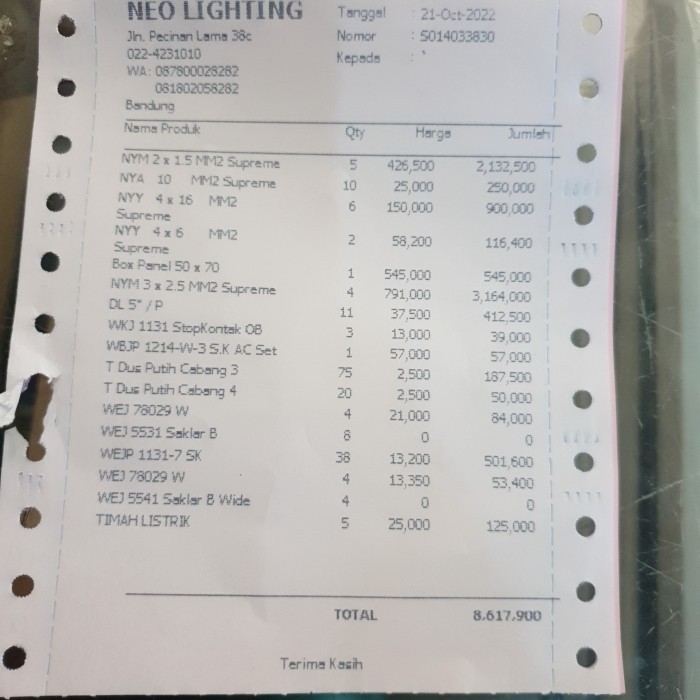 NEO LIGHTING Tanggal : 21-Oct-2022
Jln. Pecinan Lama 38c Nomor : S014033830
022-4231010 Kepada :
WA: 087800028282
081802058282
Bandung
Nama Produk Qty Harga Jumlah
NYM 2 x 1.5 MM2 Supreme 5 426,500 2,132,500
NYA 10 MM2 Supreme 10 25,000 250,000
NYY 4 x 16 MM2 6 150,000 900,000
Supreme
NYY 4 x 6 MM2 2 58,200 116,400
Supreme
Box Panel 50 x 70 1 545,000 545,000
NYM 3 x 2.5 MM2 Supreme 4 791,000 3,164,000
DL 5" / P 11 37,500 412,500
WKJ 1131 StopKontak OB 3 13,000 39,000
WBJP 1214-W-3 S.K AC Set 1 57,000 57,000
T Dus Putih Cabang 3 75 2,500 187,500
T Dus Putih Cabang 4 20 2,500 50,000
WEJ 78029 W 4 21,000 84,000
WEJ 5531 Saklar B 8 0 0
WEJP 1131-7 SK 38 13,200 501,600
WEJ 78029 W 4 13,350 53,400
WEJ 5541 Saklar B Wide 4 0 0
TIMAH LISTRIK 5 25,000 125,000
TOTAL 8.617.900
Terima Kasih